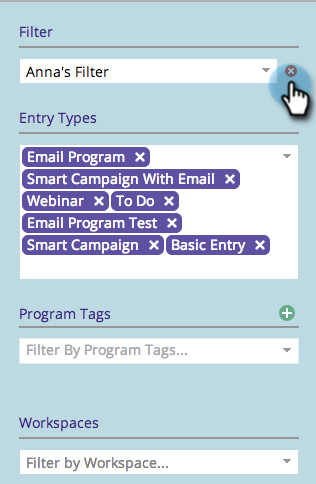 Filter
Anna's Filter
Entry Types
Email Program
Smart Campaign With Email
Webinar To Do
Email Program Test
Smart Campaign Basic Entry
Program Tags
Filter By Program Tags...
Workspaces
Filter by Workspace...